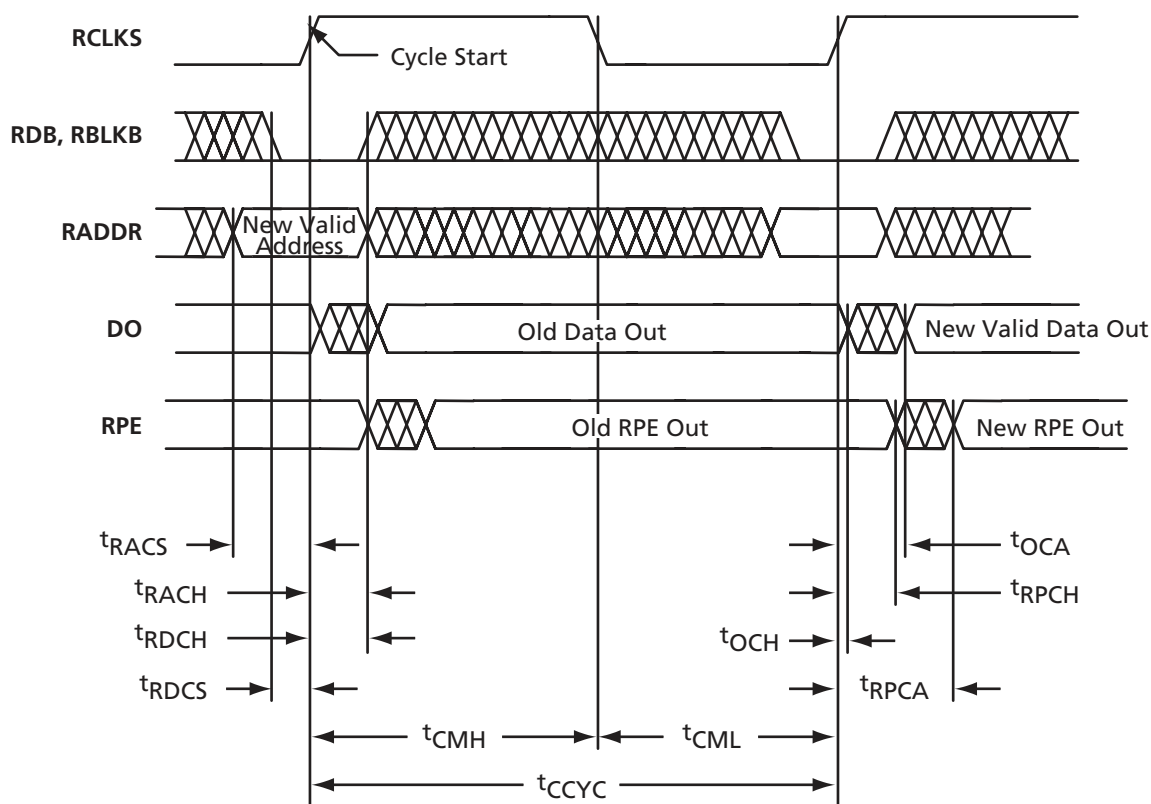 RCLKS
Cycle Start
RDB, RBLKB
RADDR
New Valid
Address
DO
Old Data Out
New Valid Data Out
RPE
Old RPE Out
New RPE Out
tRACS
tOCA
tRACH
tRPCH
tRDCH
tOCH
tRDCS
tRPCA
tCMH
tCML
tCCYC